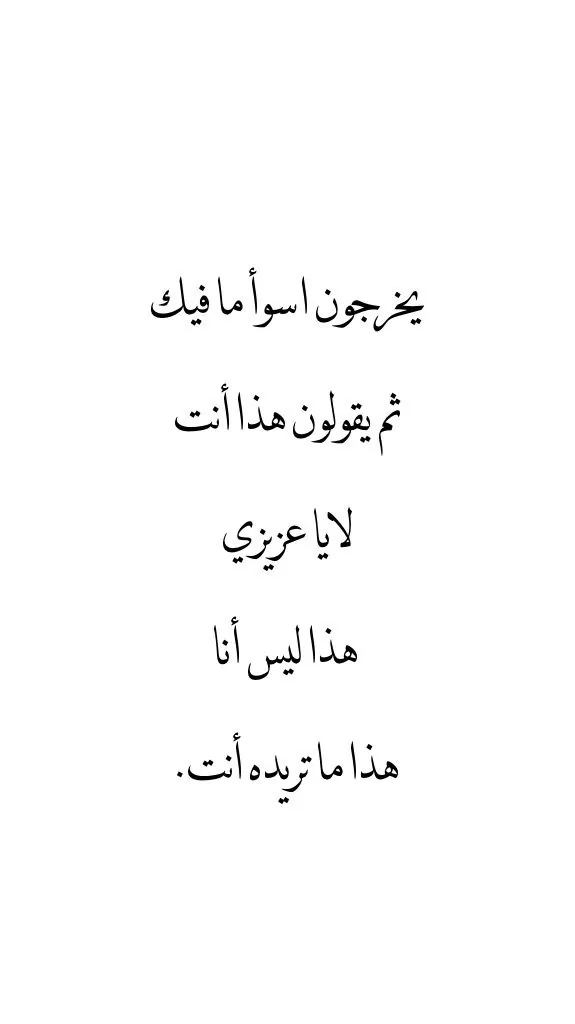 يخرجون اسوأ ما فيك
ثم يقولون هذا أنت
لا يا عزيزي
هذا ليس أنا
هذا ما تريده أنت.